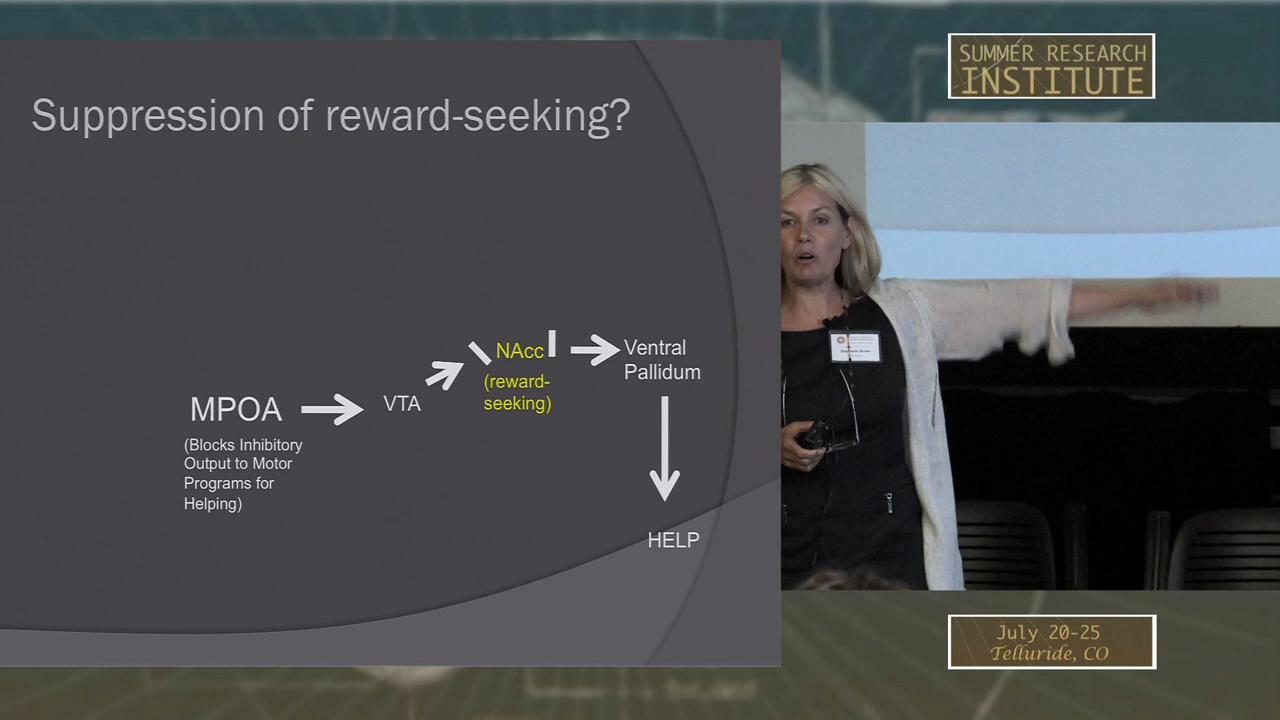 Suppression of reward-seeking?
NAcc
(reward-
seeking)
Ventral
Pallidum
MPOA
VTA
(Blocks Inhibitory
Output to Motor
Programs for
Helping)
HELP
SUMMER RESEARCH
INSTITUTE
July 20-25
Telluride, CO